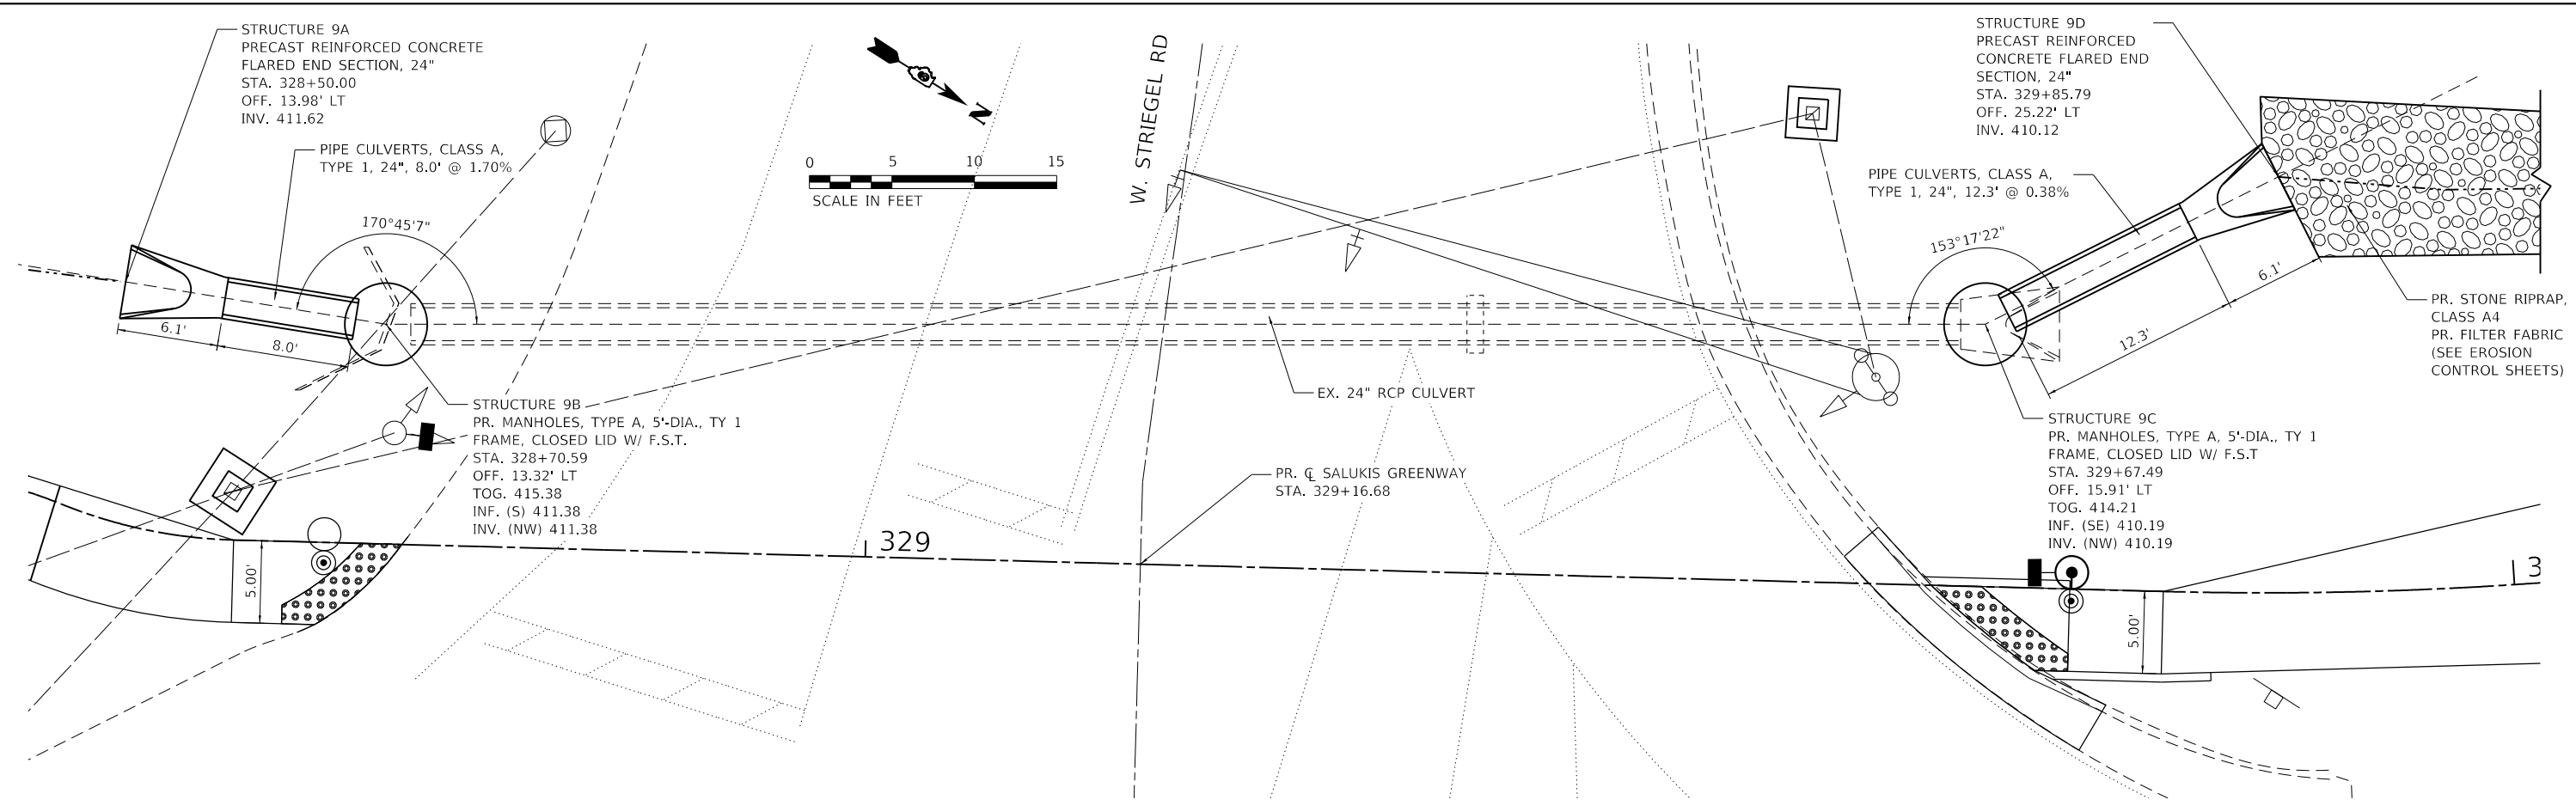 STRUCTURE 9A
PRECAST REINFORCED CONCRETE
FLARED END SECTION, 24"
STA. 328+50.00
OFF. 13.98' LT
INV. 411.62
PIPE CULVERTS, CLASS A,
TYPE 1, 24", 8.0' @ 1.70%
170°45'7"
6.1'
8.0'
STRUCTURE 9B
PR. MANHOLES, TYPE A, 5'-DIA., TY 1
FRAME, CLOSED LID W/ F.S.T.
STA. 328+70.59
OFF. 13.32' LT
TOG. 415.38
INF. (S) 411.38
INV. (NW) 411.38
5.00'
N
0 5 10 15
SCALE IN FEET
W. STRIEGEL RD
329
EX. 24" RCP CULVERT
PR. ℄ SALUKIS GREENWAY
STA. 329+16.68
STRUCTURE 9D
PRECAST REINFORCED
CONCRETE FLARED END
SECTION, 24"
STA. 329+85.79
OFF. 25.22' LT
INV. 410.12
PIPE CULVERTS, CLASS A,
TYPE 1, 24", 12.3' @ 0.38%
153°17'22"
6.1'
12.3'
PR. STONE RIPRAP,
CLASS A4
PR. FILTER FABRIC
(SEE EROSION
CONTROL SHEETS)
STRUCTURE 9C
PR. MANHOLES, TYPE A, 5'-DIA., TY 1
FRAME, CLOSED LID W/ F.S.T
STA. 329+67.49
OFF. 15.91' LT
TOG. 414.21
INF. (SE) 410.19
INV. (NW) 410.19
5.00'
3